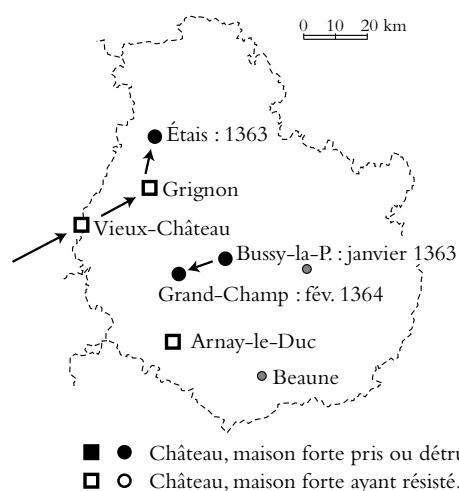 0 10 20 km
Étais : 1363
Grignon
Vieux-Château
Bussy-la-P. : janvier 1363
Grand-Champ : fév. 1364
Arnay-le-Duc
Beaune
Château, maison forte pris ou détru
Château, maison forte ayant résisté.